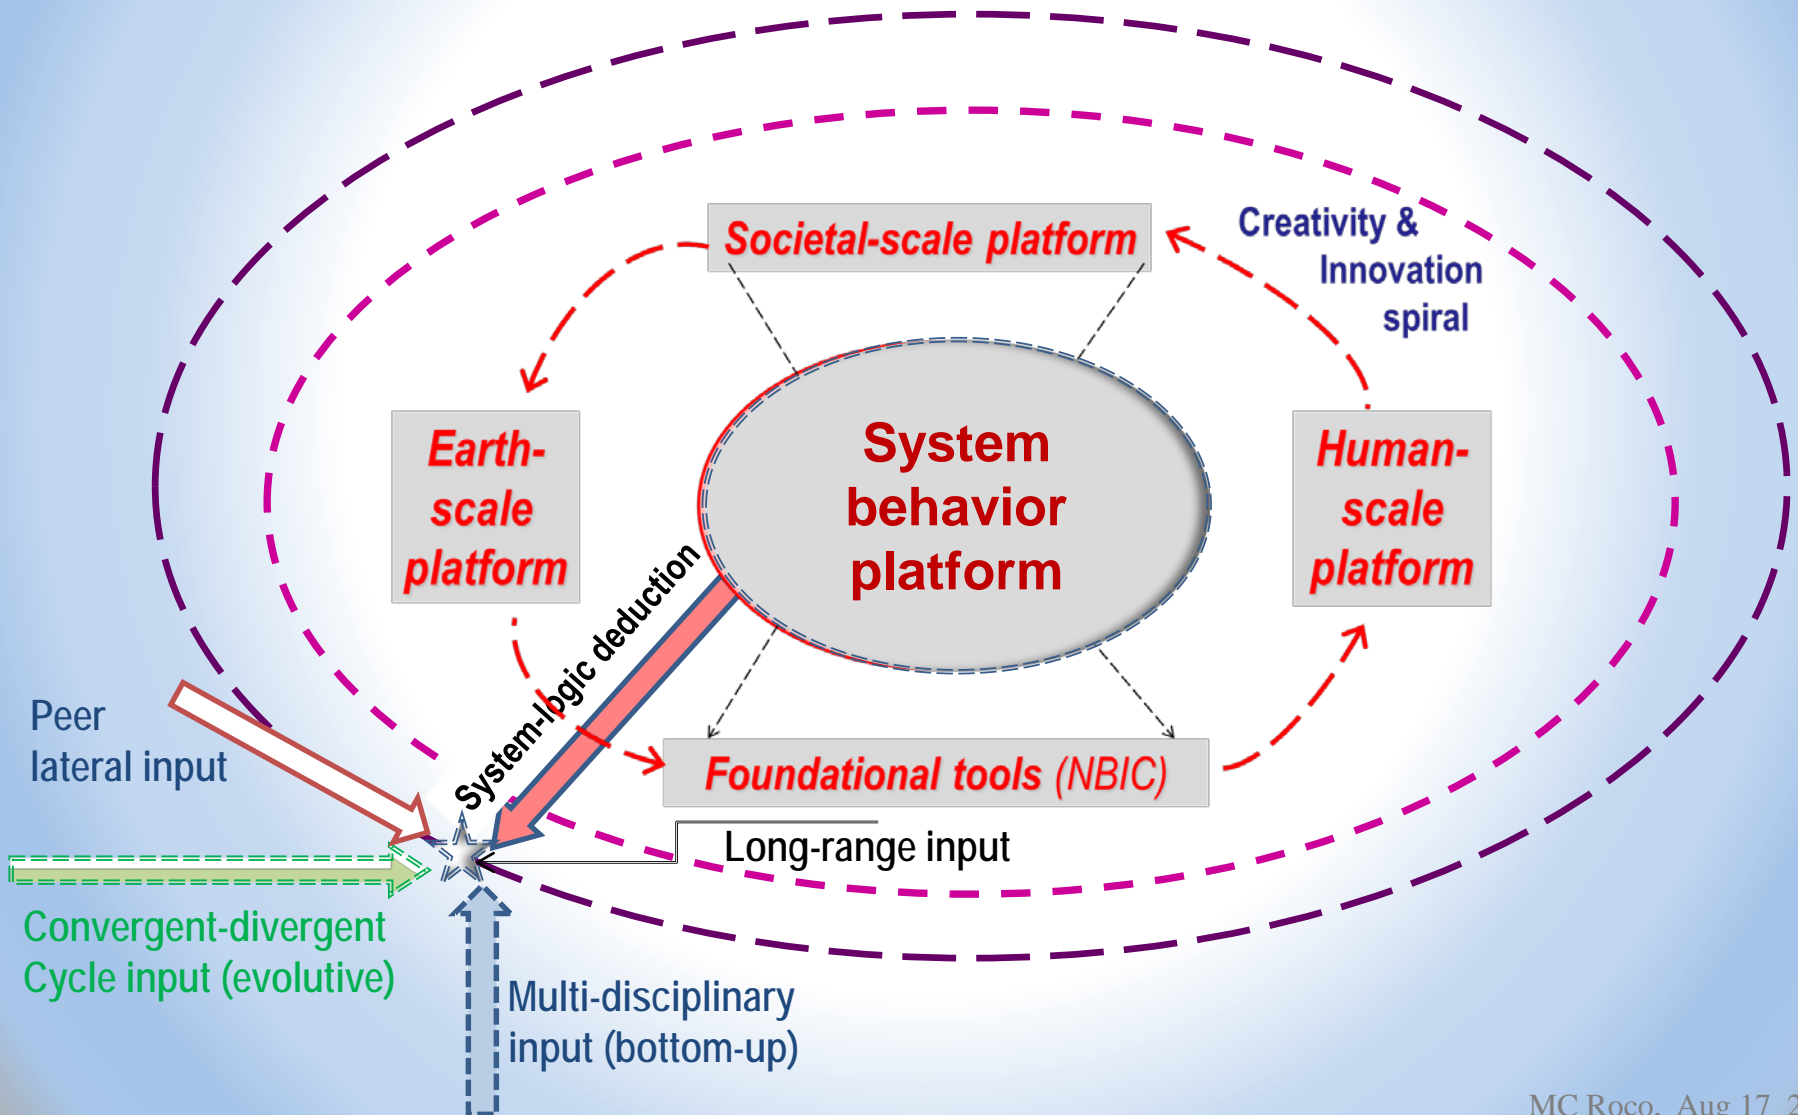 Societal-scale platform
Creativity &
Innovation
spiral
Earth-
scale
platform
System
behavior
platform
Human-
scale
platform
System-logic deduction
Peer
lateral input
Foundational tools (NBIC)
Long-range input
Convergent-divergent
Cycle input (evolutive)
Multi-disciplinary
input (bottom-up)
MC Roco, Aug 17, 2